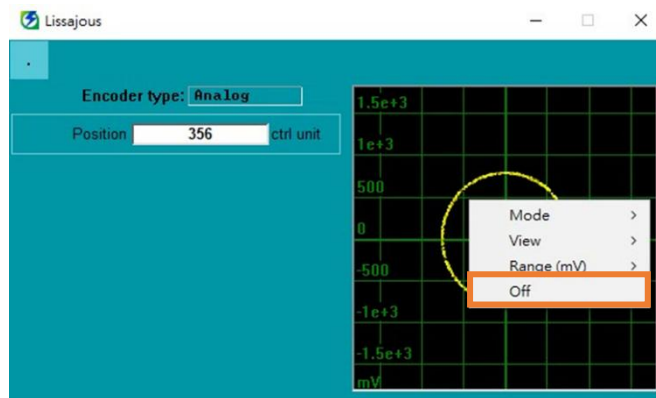 Lissajous
.
Encoder type: Analog
Position 356 ctrl unit
1.5e+3
1e+3
500
0
-500
-1e+3
-1.5e+3
mV
Mode
View
Range (mV)
Off